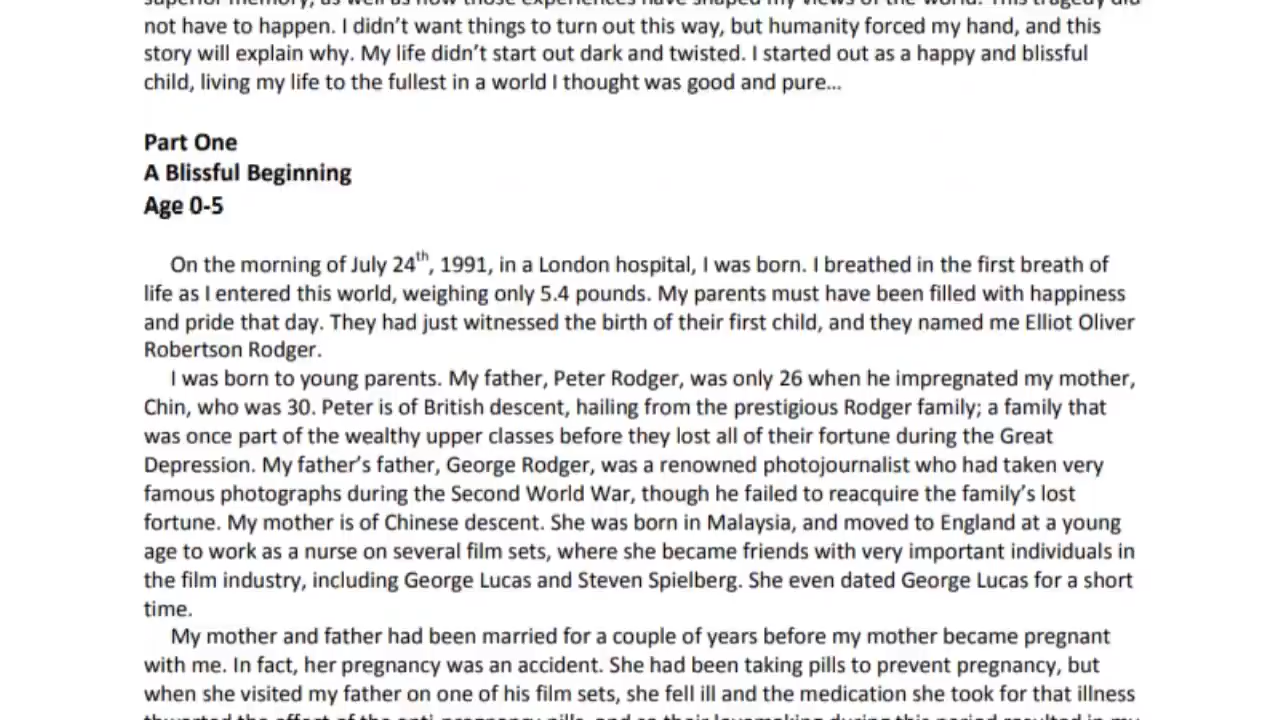 not have to happen. I didn’t want things to turn out this way, but humanity forced my hand, and this
story will explain why. My life didn’t start out dark and twisted. I started out as a happy and blissful
child, living my life to the fullest in a world I thought was good and pure…
Part One
A Blissful Beginning
Age 0-5
On the morning of July 24th, 1991, in a London hospital, I was born. I breathed in the first breath of
life as I entered this world, weighing only 5.4 pounds. My parents must have been filled with happiness
and pride that day. They had just witnessed the birth of their first child, and they named me Elliot Oliver
Robertson Rodger.
I was born to young parents. My father, Peter Rodger, was only 26 when he impregnated my mother,
Chin, who was 30. Peter is of British descent, hailing from the prestigious Rodger family; a family that
was once part of the wealthy upper classes before they lost all of their fortune during the Great
Depression. My father’s father, George Rodger, was a renowned photojournalist who had taken very
famous photographs during the Second World War, though he failed to reacquire the family’s lost
fortune. My mother is of Chinese descent. She was born in Malaysia, and moved to England at a young
age to work as a nurse on several film sets, where she became friends with very important individuals in
the film industry, including George Lucas and Steven Spielberg. She even dated George Lucas for a short
time.
My mother and father had been married for a couple of years before my mother became pregnant
with me. In fact, her pregnancy was an accident. She had been taking pills to prevent pregnancy, but
when she visited my father on one of his film sets, she fell ill and the medication she took for that illness